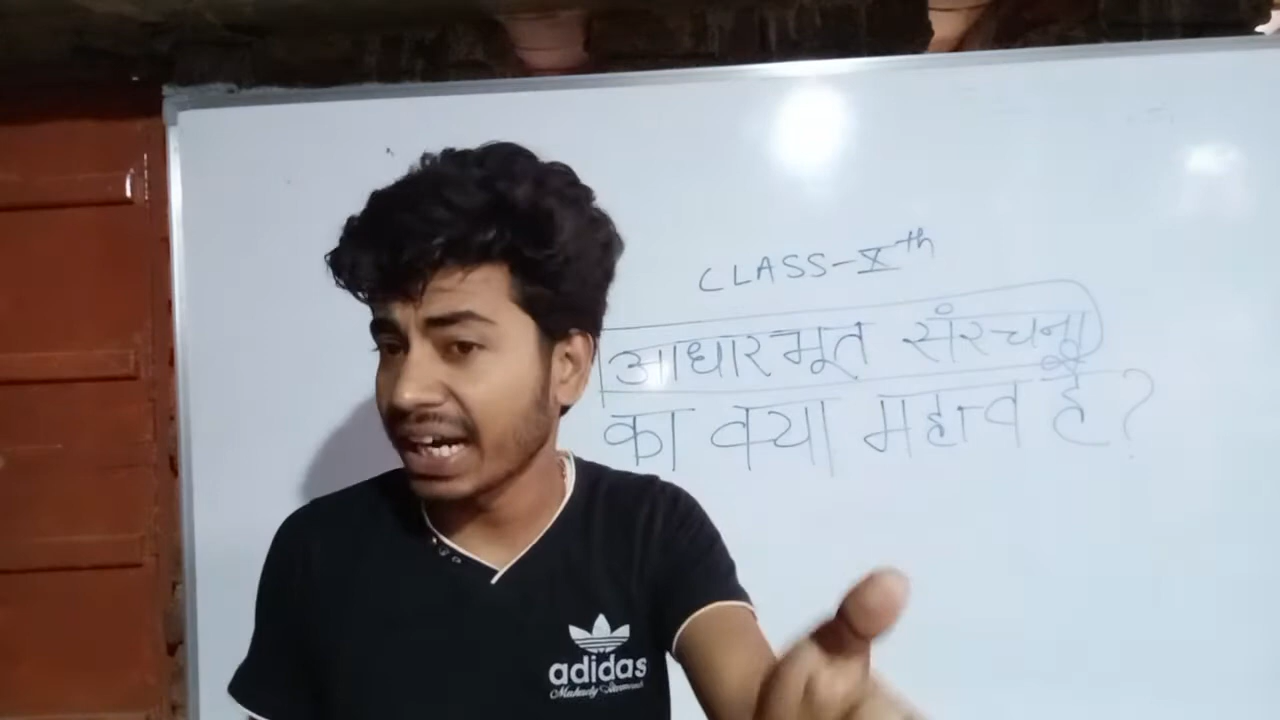 CLASS-Xth
आधारभूत संरचना
का क्या महत्व है?
adidas